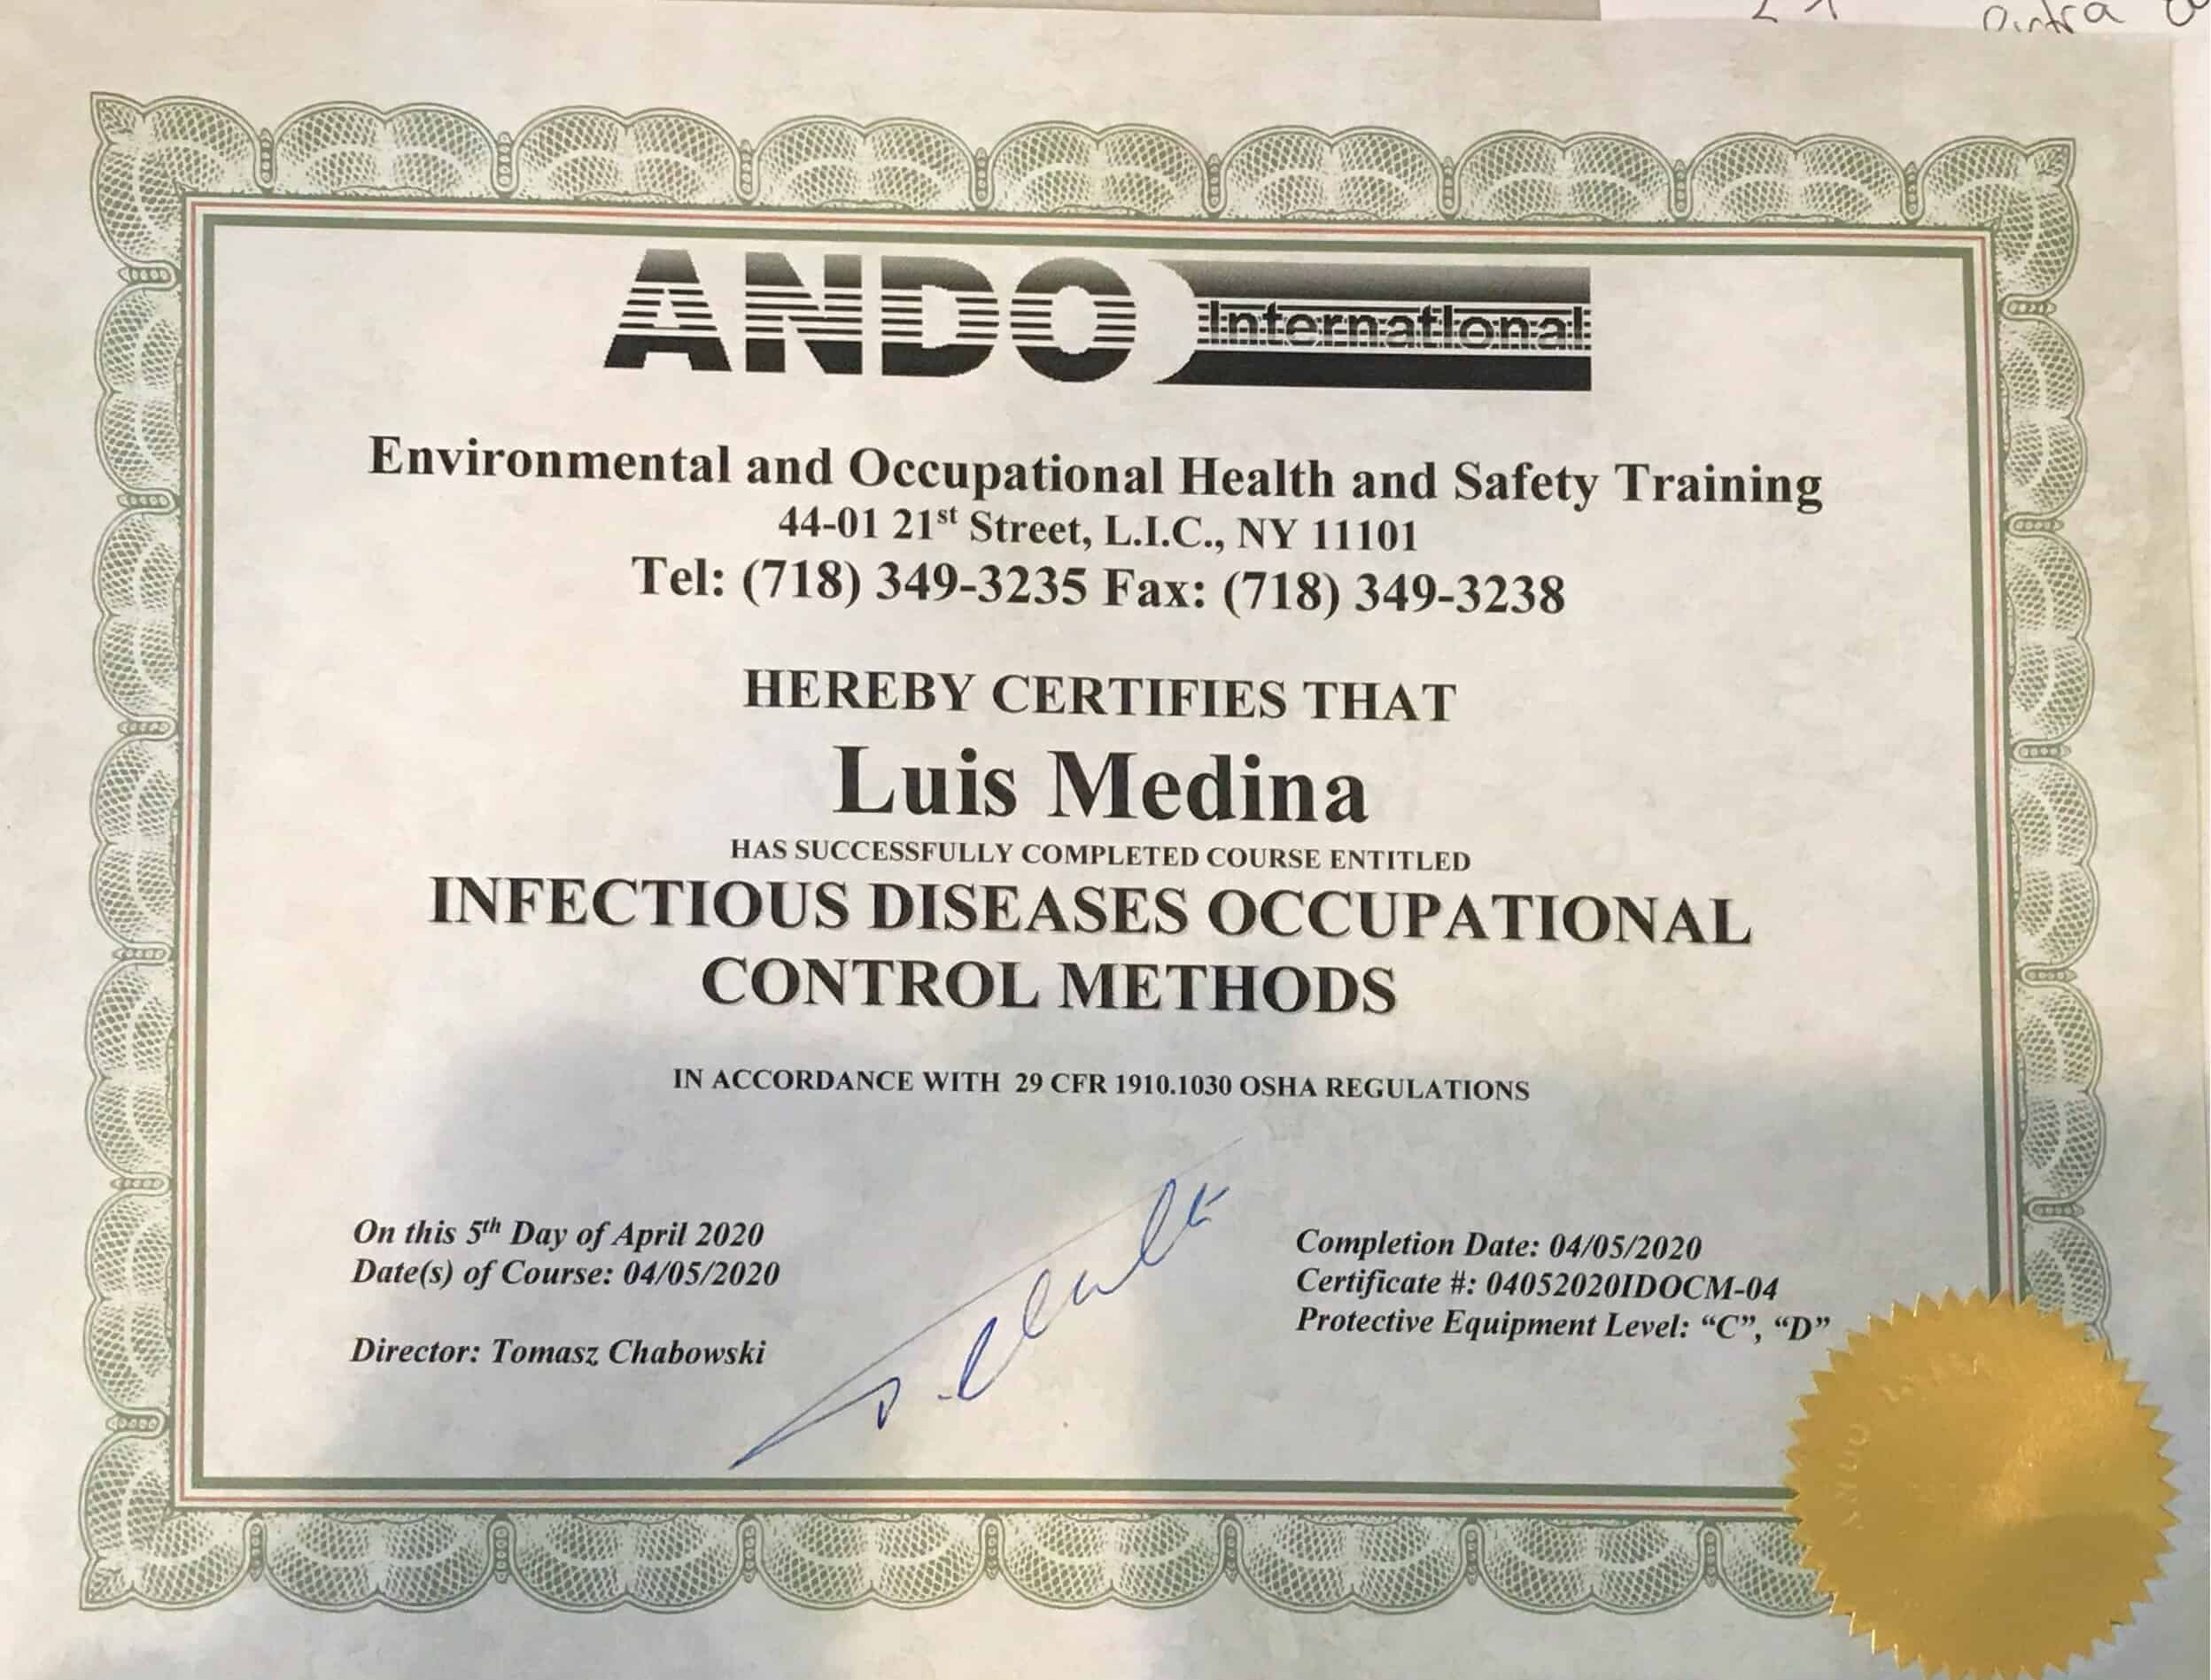 ANDO International
Environmental and Occupational Health and Safety Training
44-01 21st Street, L.I.C., NY 11101
Tel: (718) 349-3235 Fax: (718) 349-3238
HEREBY CERTIFIES THAT
Luis Medina
HAS SUCCESSFULLY COMPLETED COURSE ENTITLED
INFECTIOUS DISEASES OCCUPATIONAL
CONTROL METHODS
IN ACCORDANCE WITH 29 CFR 1910.1030 OSHA REGULATIONS
On this 5th Day of April 2020
Date(s) of Course: 04/05/2020
Director: Tomasz Chabowski
Completion Date: 04/05/2020
Certificate #: 04052020IDOCM-04
Protective Equipment Level: “C”, “D”
ANDO